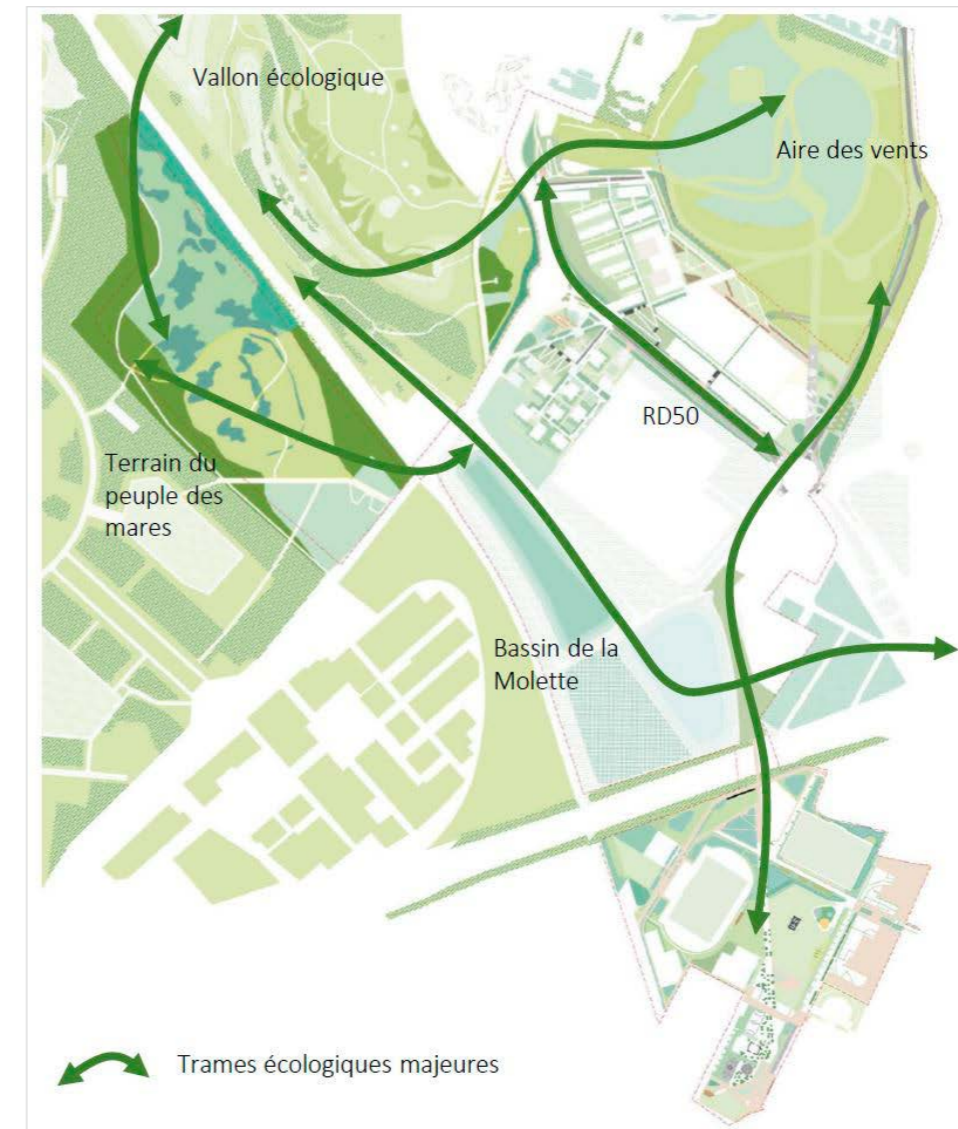 Vallon écologique
Aire des vents
RD50
Terrain du
peuple des
mares
Bassin de la
Molette
Trames écologiques majeures